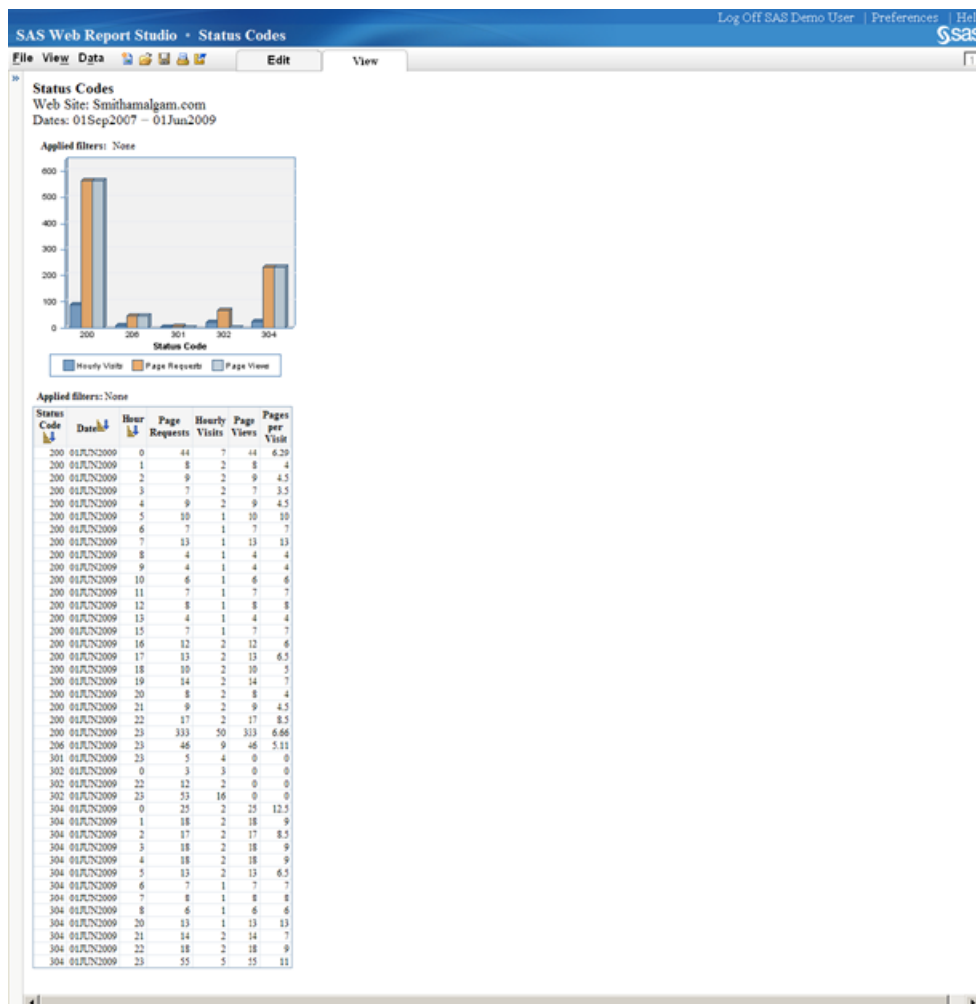 Log Off SAS Demo User | Preferences | Hel
SAS Web Report Studio • Status Codes
Ssas
File View Data Edit View
Status Codes
Web Site: Smithamalgam.com
Dates: 01Sep2007 - 01Jun2009
Applied filters: None
600
500
400
300
200
100
0
200 206 301 302 304
Status Code
Hourly Visits Page Requests Page Views
Applied filters: None
Status Code Date Hour Page Requests Hourly Visits Page Views Pages per Visit
200 01JUN2009 0 44 7 44 6.29
200 01JUN2009 1 8 2 8 4
200 01JUN2009 2 9 2 9 4.5
200 01JUN2009 3 7 2 7 3.5
200 01JUN2009 4 9 2 9 4.5
200 01JUN2009 5 10 1 10 10
200 01JUN2009 6 7 1 7 7
200 01JUN2009 7 13 1 13 13
200 01JUN2009 8 4 1 4 4
200 01JUN2009 9 4 1 4 4
200 01JUN2009 10 6 1 6 6
200 01JUN2009 11 7 1 7 7
200 01JUN2009 12 8 1 8 8
200 01JUN2009 13 4 1 4 4
200 01JUN2009 15 7 1 7 7
200 01JUN2009 16 12 2 12 6
200 01JUN2009 17 13 2 13 6.5
200 01JUN2009 18 10 2 10 5
200 01JUN2009 19 14 2 14 7
200 01JUN2009 20 8 2 8 4
200 01JUN2009 21 9 2 9 4.5
200 01JUN2009 22 17 2 17 8.5
200 01JUN2009 23 333 50 333 6.66
206 01JUN2009 23 46 9 46 5.11
301 01JUN2009 23 5 4 0 0
302 01JUN2009 0 3 3 0 0
302 01JUN2009 22 12 2 0 0
302 01JUN2009 23 53 16 0 0
304 01JUN2009 0 25 2 25 12.5
304 01JUN2009 1 18 2 18 9
304 01JUN2009 2 17 2 17 8.5
304 01JUN2009 3 18 2 18 9
304 01JUN2009 4 18 2 18 9
304 01JUN2009 5 13 2 13 6.5
304 01JUN2009 6 7 1 7 7
304 01JUN2009 7 8 1 8 8
304 01JUN2009 8 6 1 6 6
304 01JUN2009 20 13 1 13 13
304 01JUN2009 21 14 2 14 7
304 01JUN2009 22 18 2 18 9
304 01JUN2009 23 55 5 55 11